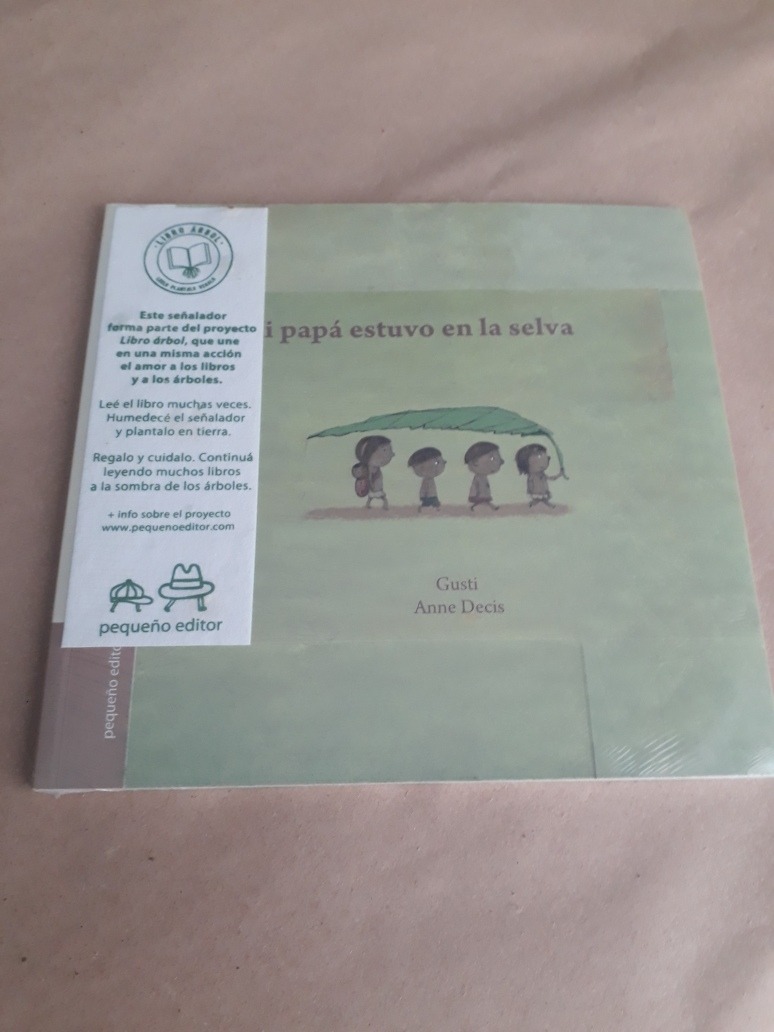 · LIBRO ÁRBOL ·
Este señalador
forma parte del proyecto
Libro árbol, que une
en una misma acción
el amor a los libros
y a los árboles.
Leé el libro muchas veces.
Humedecé el señalador
y plantalo en tierra.
Regalo y cuidalo. Continuá
leyendo muchos libros
a la sombra de los árboles.
+ info sobre el proyecto
www.pequenoeditor.com
pequeño editor
i papá estuvo en la selva
Gusti
Anne Decis
pequeño edito